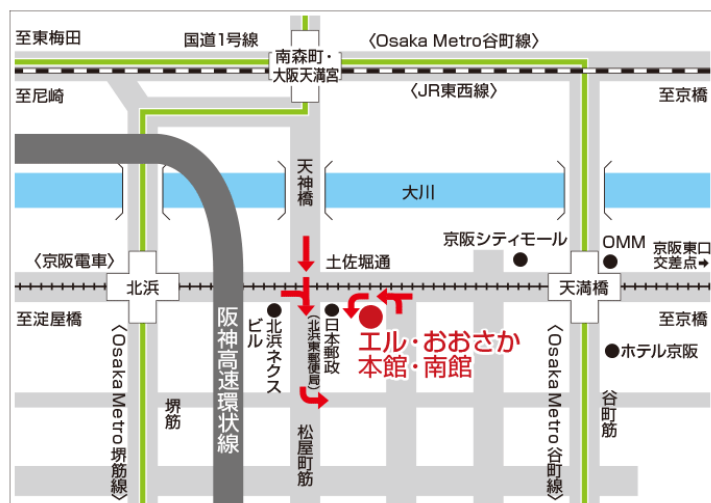 至東梅田
国道1号線
〈Osaka Metro谷町線〉
南森町・
大阪天満宮
至尼崎
〈JR東西線〉
至京橋
天神橋
大川
京阪シティモール
OMM
京阪東口
交差点➡
〈京阪電車〉
土佐堀通
北浜
天満橋
至淀屋橋
至京橋
阪神高速環状線
北浜ネクス
ビル
(北浜東郵便局)
日本郵政
エル・おおさか
本館・南館
ホテル京阪
〈Osaka Metro堺筋線〉
堺筋
松屋町筋
〈Osaka Metro谷町線〉
谷町筋